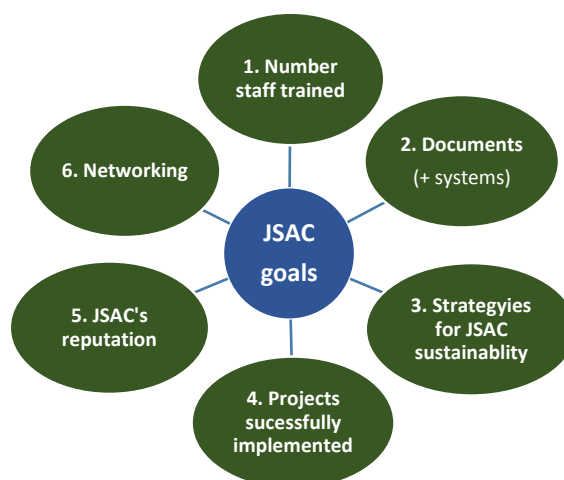 1. Number
staff trained
2. Documents
(+ systems)
6. Networking
JSAC
goals
3. Strategyies
for JSAC
sustainablity
5. JSAC's
reputation
4. Projects
sucessfully
implemented